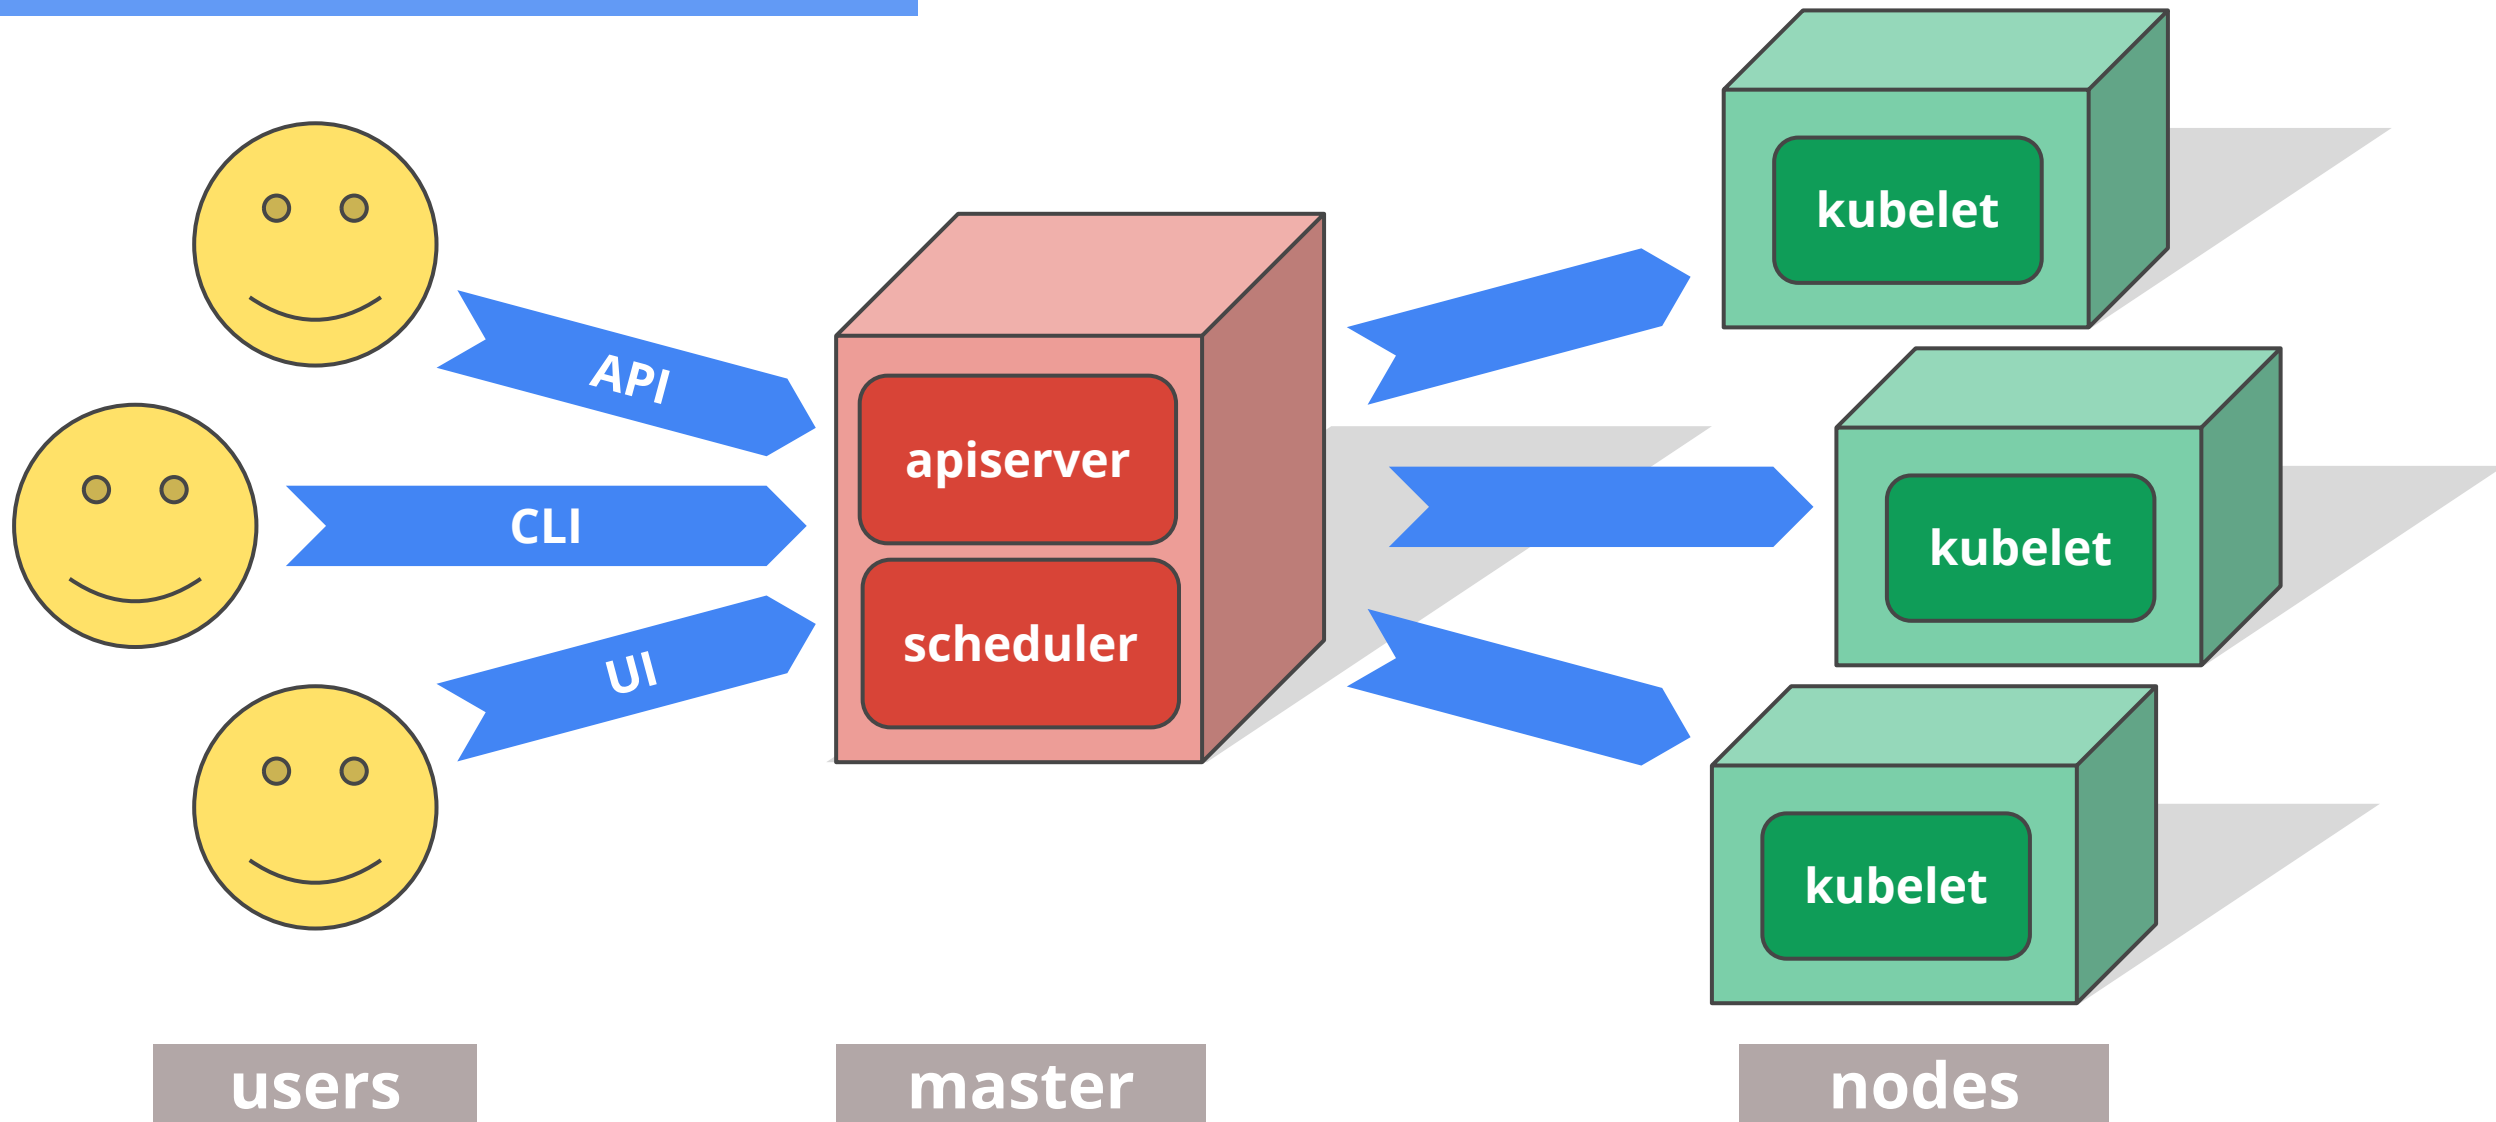 API
CLI
UI
apiserver
scheduler
kubelet
kubelet
kubelet
users
master
nodes